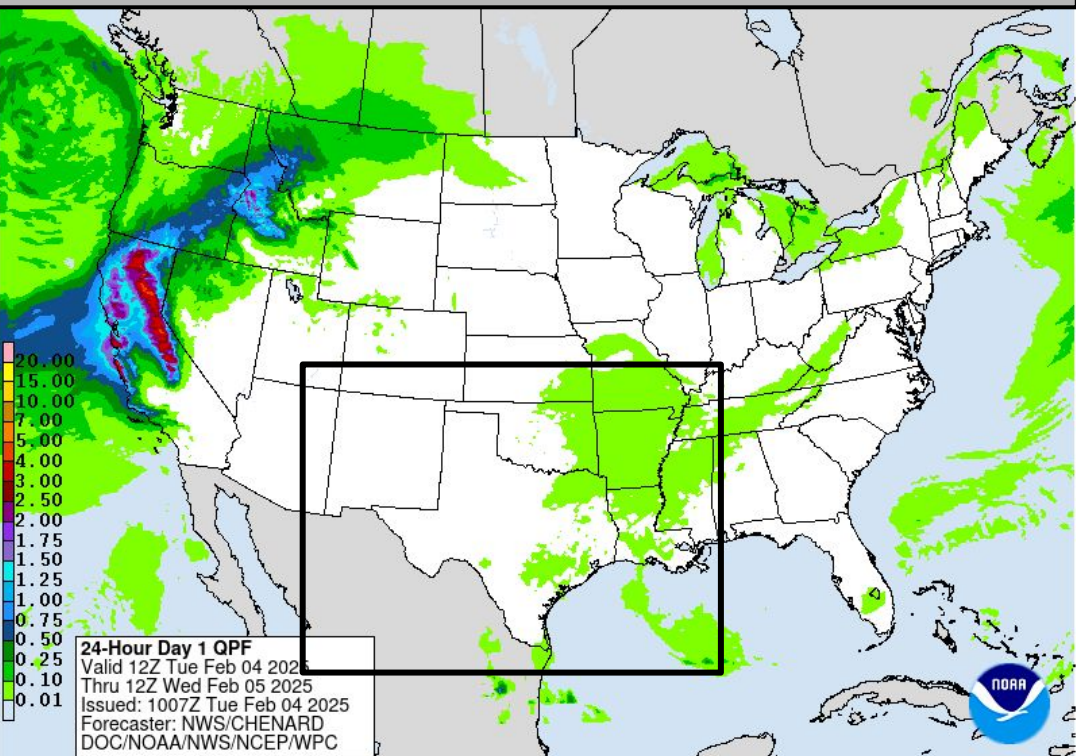 20.00
15.00
10.00
7.00
5.00
4.00
3.00
2.50
2.00
1.75
1.50
1.25
1.00
0.75
0.50
0.25
0.10
0.01
24-Hour Day 1 QPF
Valid 12Z Tue Feb 04 2025
Thru 12Z Wed Feb 05 2025
Issued: 1007Z Tue Feb 04 2025
Forecaster: NWS/CHENARD
DOC/NOAA/NWS/NCEP/WPC
NOAA